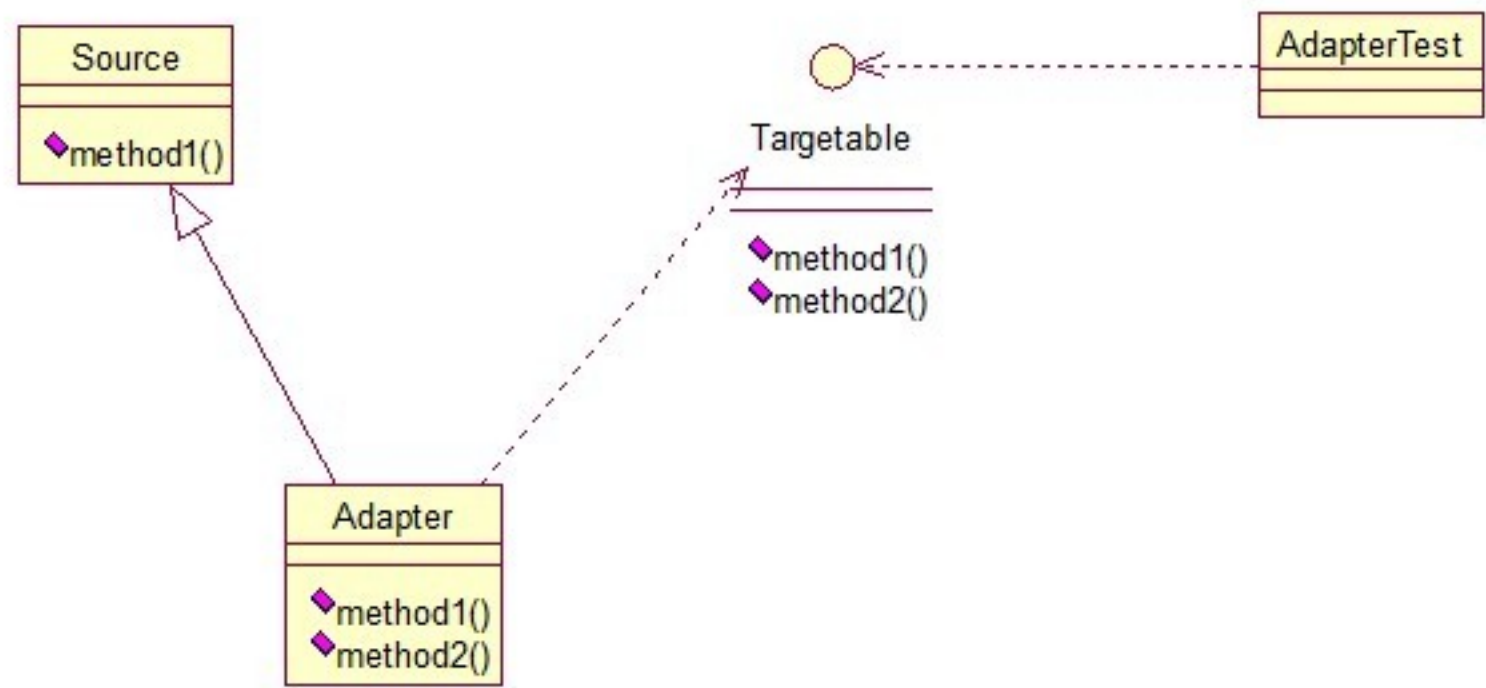 Source
method1()
Targetable
method1()
method2()
AdapterTest
Adapter
method1()
method2()